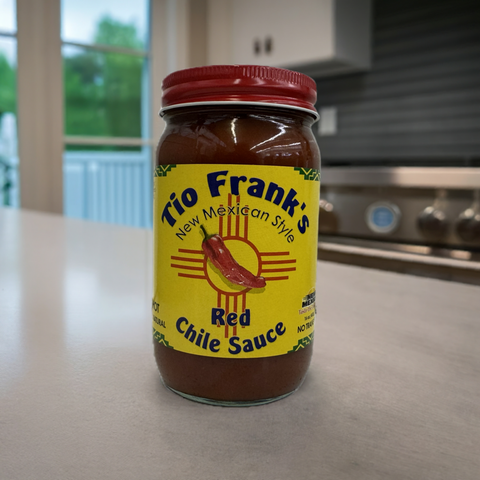 Tio Frank's
New Mexican Style
Red
Chile Sauce